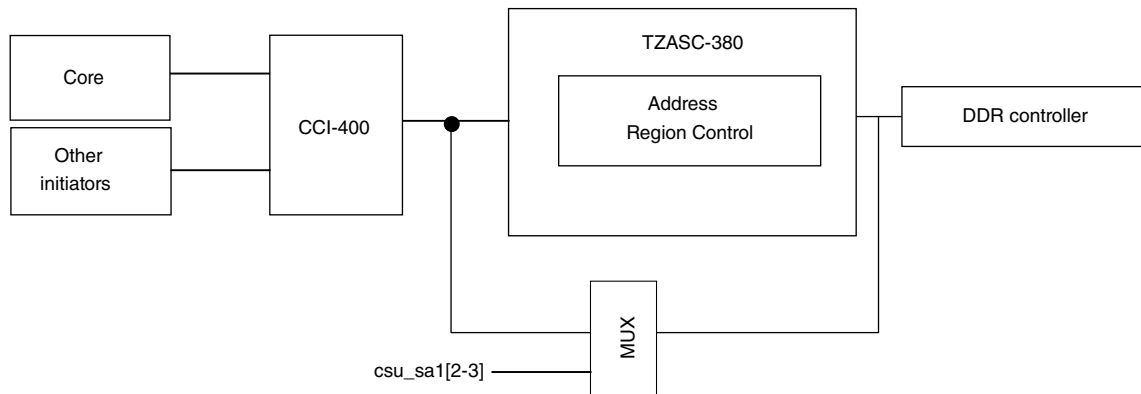 Core
Other
initiators
CCI-400
TZASC-380
Address
Region Control
DDR controller
MUX
csu_sa1[2-3]